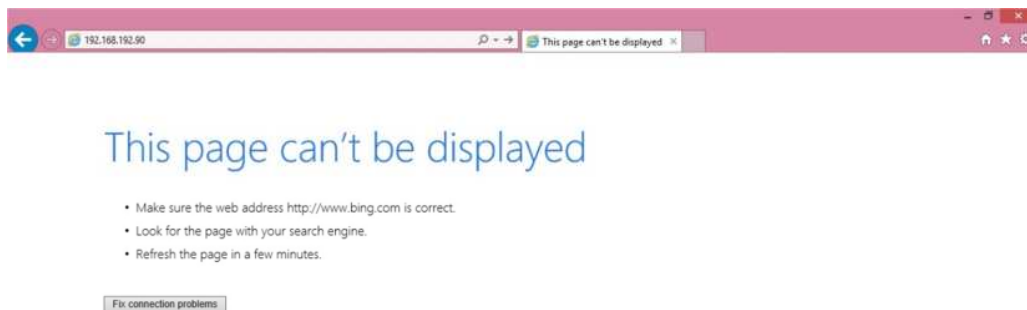 192.168.192.90
This page can't be displayed
This page can't be displayed
• Make sure the web address http://www.bing.com is correct.
• Look for the page with your search engine.
• Refresh the page in a few minutes.
Fix connection problems